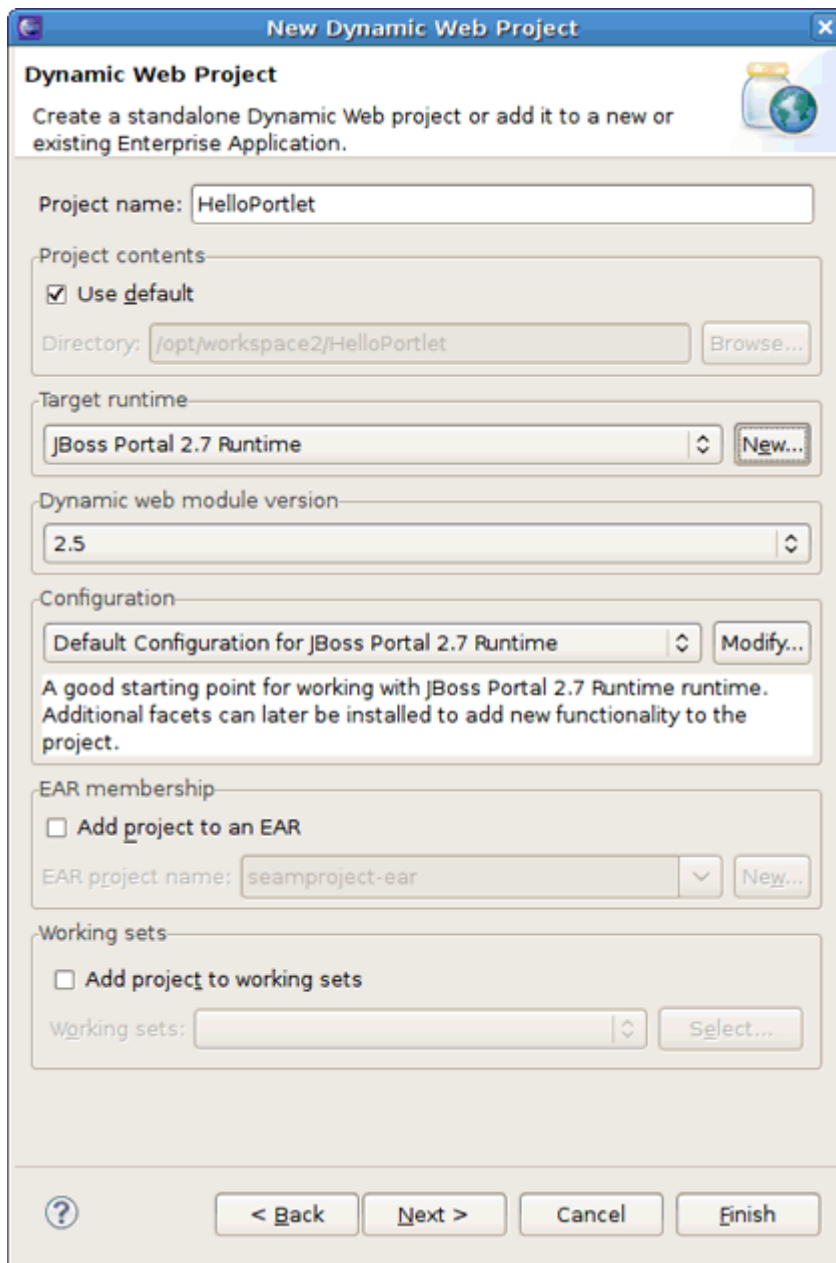 New Dynamic Web Project
Dynamic Web Project
Create a standalone Dynamic Web project or add it to a new or
existing Enterprise Application.
Project name: HelloPortlet
Project contents
Use default
Directory: /opt/workspace2/HelloPortlet Browse...
Target runtime
JBoss Portal 2.7 Runtime New...
Dynamic web module version
2.5
Configuration
Default Configuration for JBoss Portal 2.7 Runtime Modify...
A good starting point for working with JBoss Portal 2.7 Runtime runtime.
Additional facets can later be installed to add new functionality to the
project.
EAR membership
Add project to an EAR
EAR project name: seamproject-ear New...
Working sets
Add project to working sets
Working sets: Select...
? < Back Next > Cancel Finish